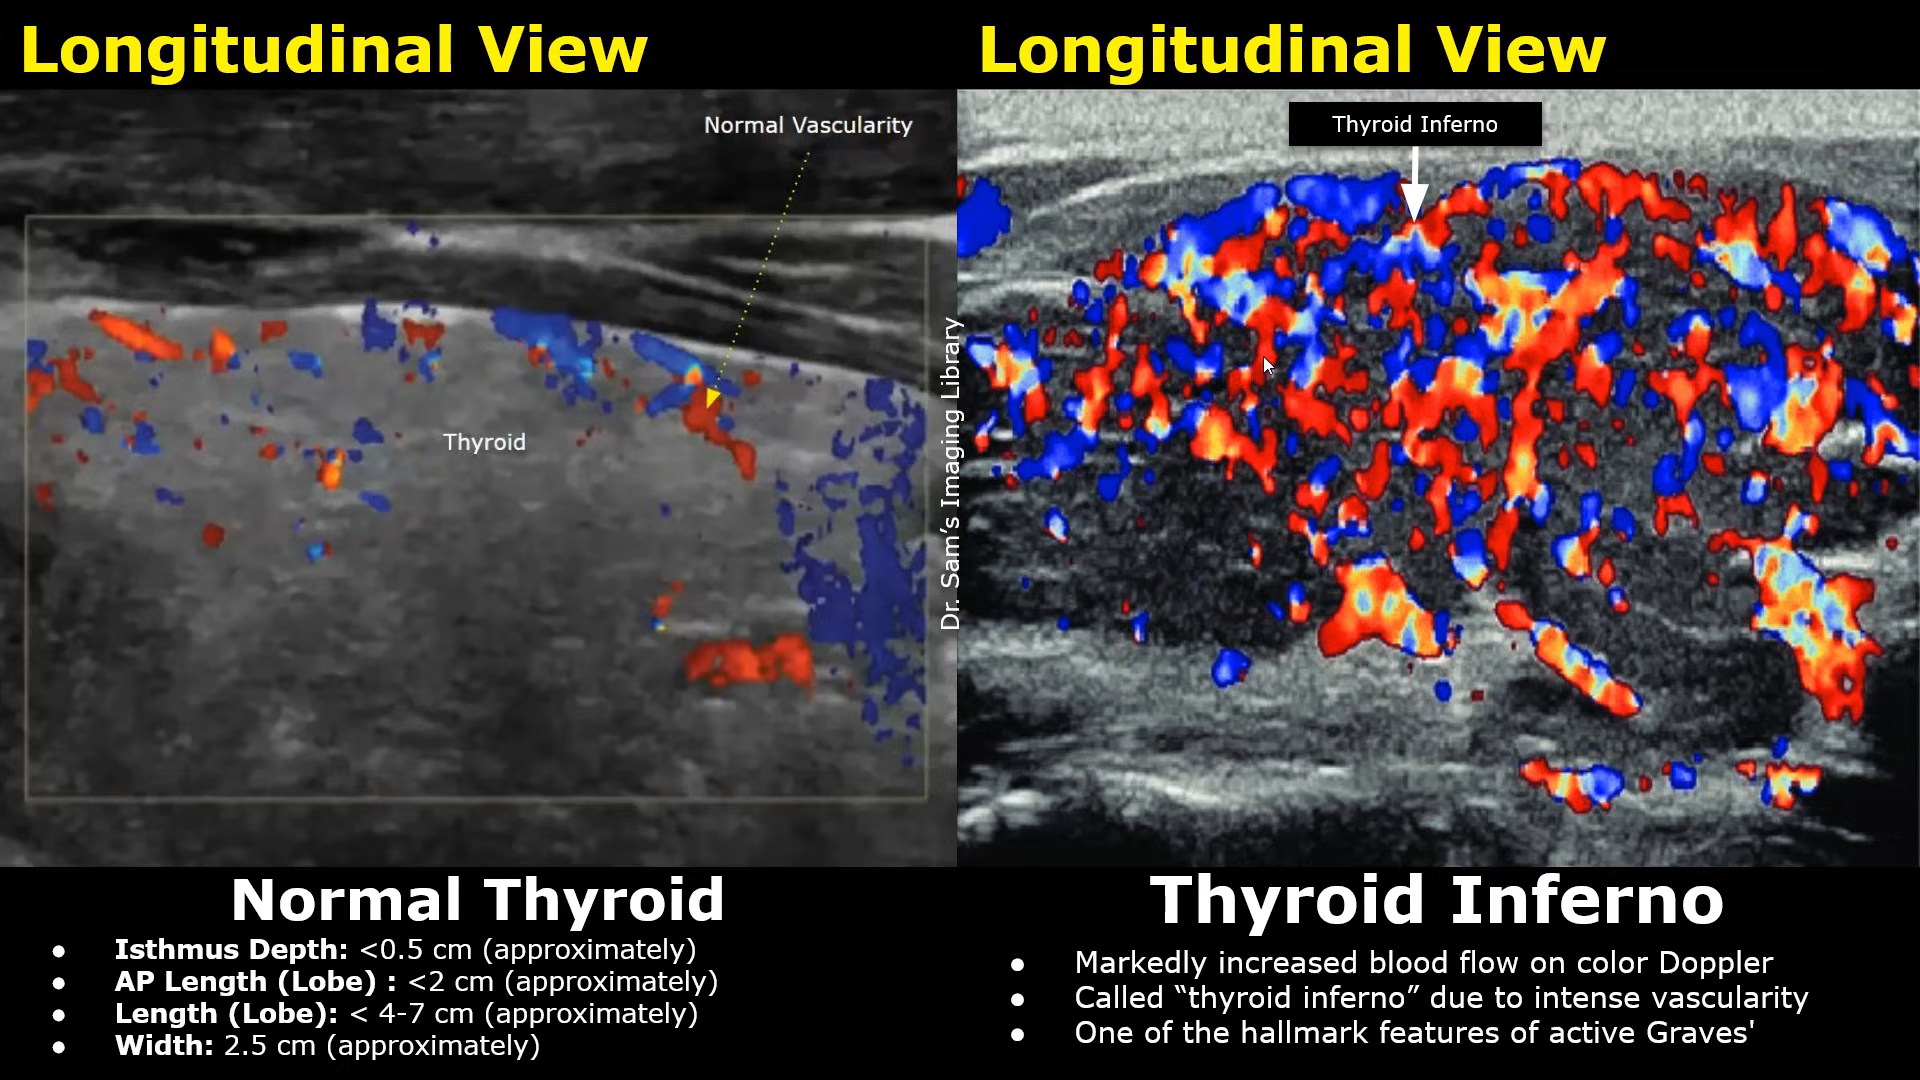 Longitudinal View
Normal Vascularity
Thyroid
Normal Thyroid
● Isthmus Depth: <0.5 cm (approximately)
● AP Length (Lobe) : <2 cm (approximately)
● Length (Lobe): < 4-7 cm (approximately)
● Width: 2.5 cm (approximately)
Dr. Sam’s Imaging Library
Longitudinal View
Thyroid Inferno
Thyroid Inferno
● Markedly increased blood flow on color Doppler
● Called “thyroid inferno” due to intense vascularity
● One of the hallmark features of active Graves'